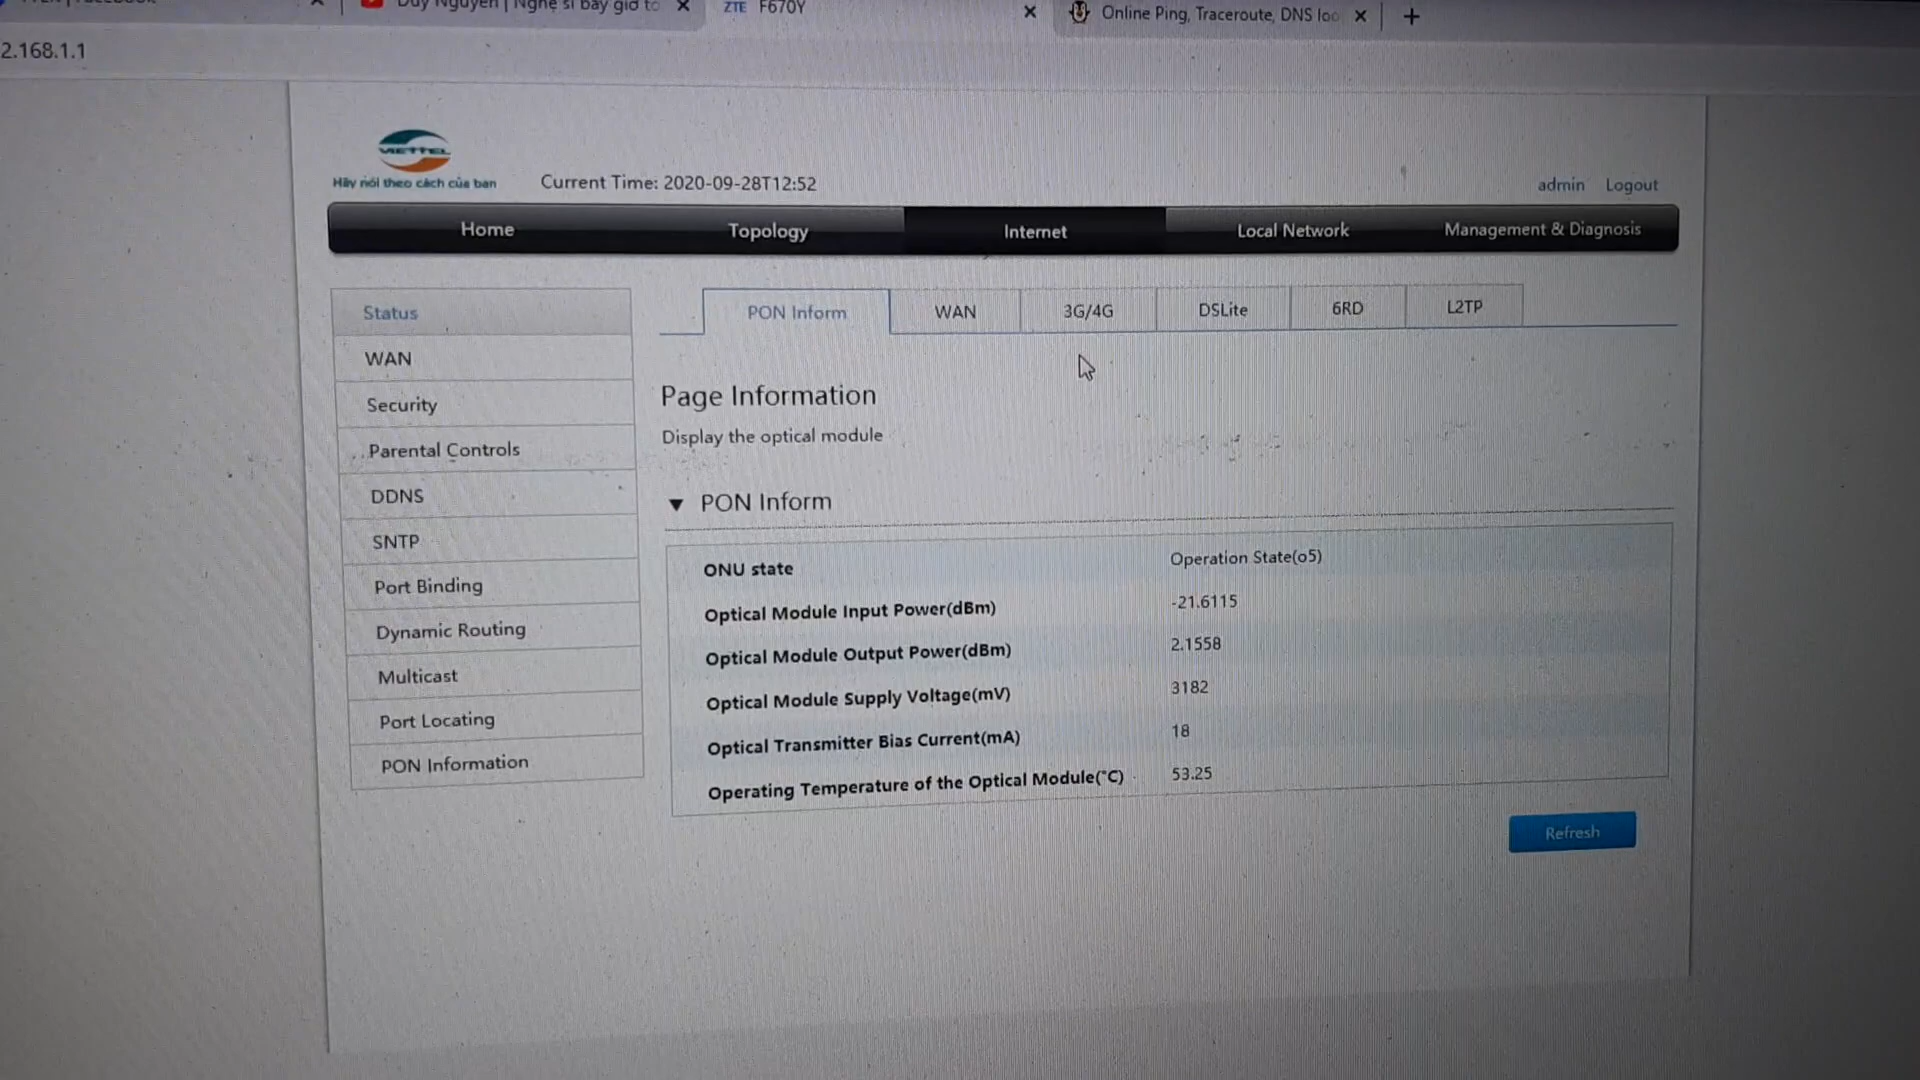 Duy Nguyen | Nghệ sĩ bây giờ
ZTE F670Y
Online Ping, Traceroute, DNS loo
2.168.1.1
VIETTEL
Hãy nói theo cách của bạn
Current Time: 2020-09-28T12:52
admin Logout
Home Topology Internet Local Network Management & Diagnosis
Status
WAN
Security
Parental Controls
DDNS
SNTP
Port Binding
Dynamic Routing
Multicast
Port Locating
PON Information
PON Inform WAN 3G/4G DSLite 6RD L2TP
Page Information
Display the optical module
▼ PON Inform
ONU state Operation State(o5)
Optical Module Input Power(dBm) -21.6115
Optical Module Output Power(dBm) 2.1558
Optical Module Supply Voltage(mV) 3182
Optical Transmitter Bias Current(mA) 18
Operating Temperature of the Optical Module(°C) 53.25
Refresh